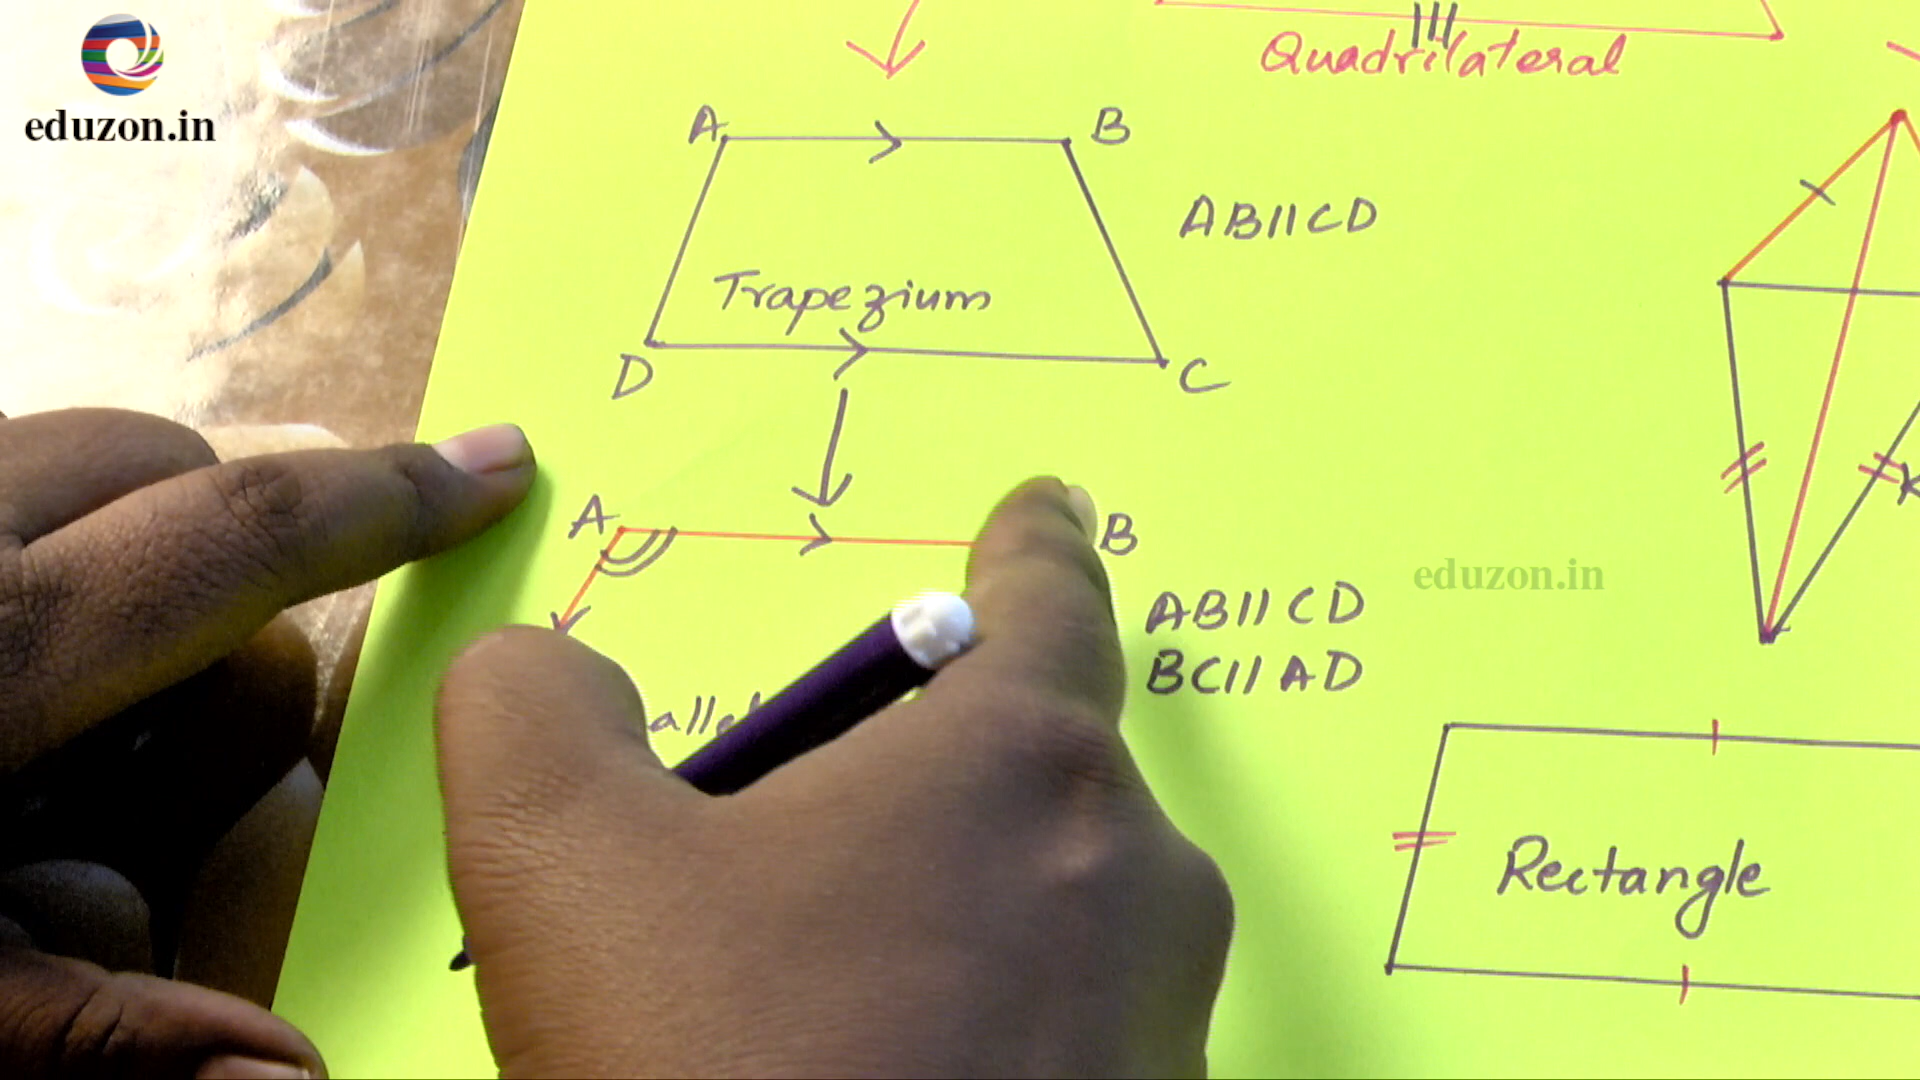 eduzon.in
Quadrilateral
A B
AB||CD
Trapezium
D C
A B
AB||CD
BC||AD
eduzon.in
Rectangle